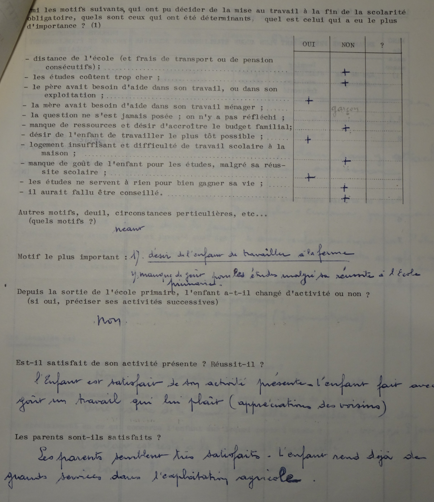 mi les motifs suivants, qui ont pu décider de la mise au travail à la fin de la scolarité
obligatoire, quels sont ceux qui ont été déterminants. quel est celui qui a eu le plus
d'importance ? (1)
OUI NON ?
- distance de l'école (et frais de transport ou de pension
consécutifs) ; +
- les études coûtent trop cher ; +
- le père avait besoin d'aide dans son travail, ou dans son
exploitation ; +
- la mère avait besoin d'aide dans son travail ménager ;
- la question ne s'est jamais posée ; on n'y a pas réfléchi ; +
- manque de ressources et désir d'accroître le budget familial; +
- désir de l'enfant de travailler le plus tôt possible ; +
- logement insuffisant et difficulté de travail scolaire à la
maison ; +
- manque de goût de l'enfant pour les études, malgré sa réus-
site scolaire ; +
- les études ne servent à rien pour bien gagner sa vie ; +
- il aurait fallu être conseillé. +
Autres motifs, deuil, circonstances particulières, etc...
(quels motifs ?)
néant
Motif le plus important : 1) désir de l'enfant de travailler à la ferme
2) manque de goût pour les études malgré sa réussite à l'Ecole
primaire.
Depuis la sortie de l'école primaire, l'enfant a-t-il changé d'activité ou non ?
(si oui, préciser ses activités successives)
Non.
Est-il satisfait de son activité présente ? Réussit-il ?
l'Enfant est satisfait de son activité présente. l'enfant fait avec
goût un travail qui lui plaît (appréciations des voisins)
Les parents sont-ils satisfaits ?
Les parents semblent très satisfaits. l'enfant rend déjà de
grands services dans l'exploitation agricole.